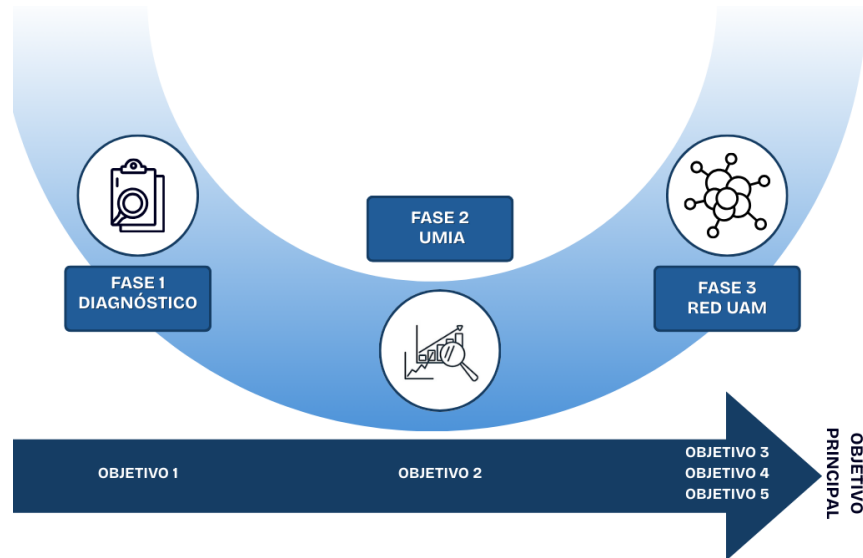 FASE 1
DIAGNÓSTICO
FASE 2
UMIA
FASE 3
RED UAM
OBJETIVO 1
OBJETIVO 2
OBJETIVO 3
OBJETIVO 4
OBJETIVO 5
OBJETIVO
PRINCIPAL